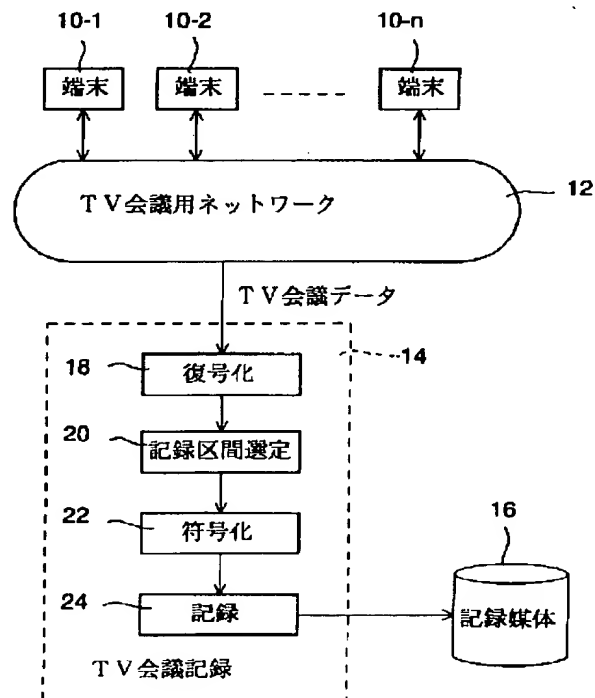 10-1 10-2 10-n
端末 端末 端末
12
ＴＶ会議用ネットワーク
ＴＶ会議データ
14
18 復号化
20 記録区間選定
22 符号化
16
24 記録
記録媒体
ＴＶ会議記録